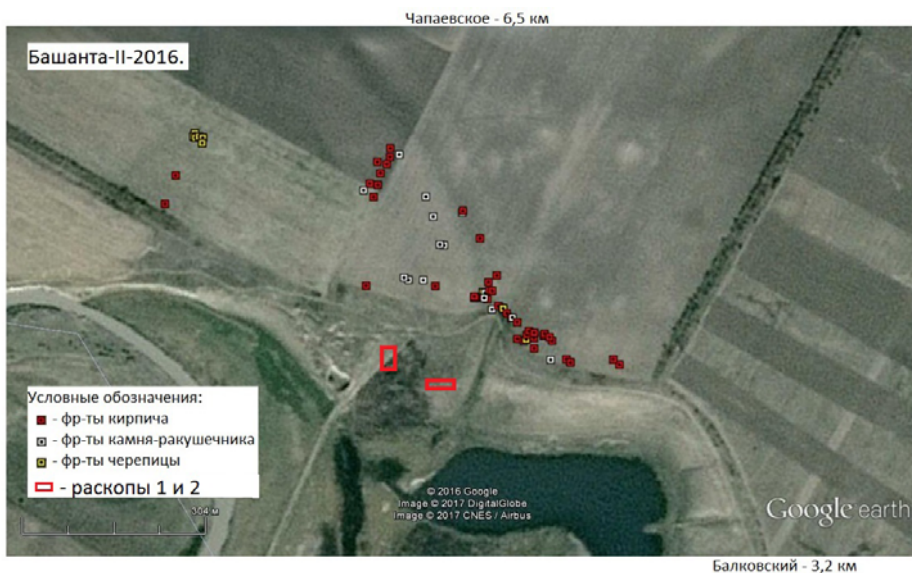 Чапаевское - 6,5 км
Башанта-II-2016.
Условные обозначения:
- фр-ты кирпича
- фр-ты камня-ракушечника
- фр-ты черепицы
- раскопы 1 и 2
304 м
© 2016 Google
Image © 2017 DigitalGlobe
Image © 2017 CNES / Airbus
Google earth
Балковский - 3,2 км